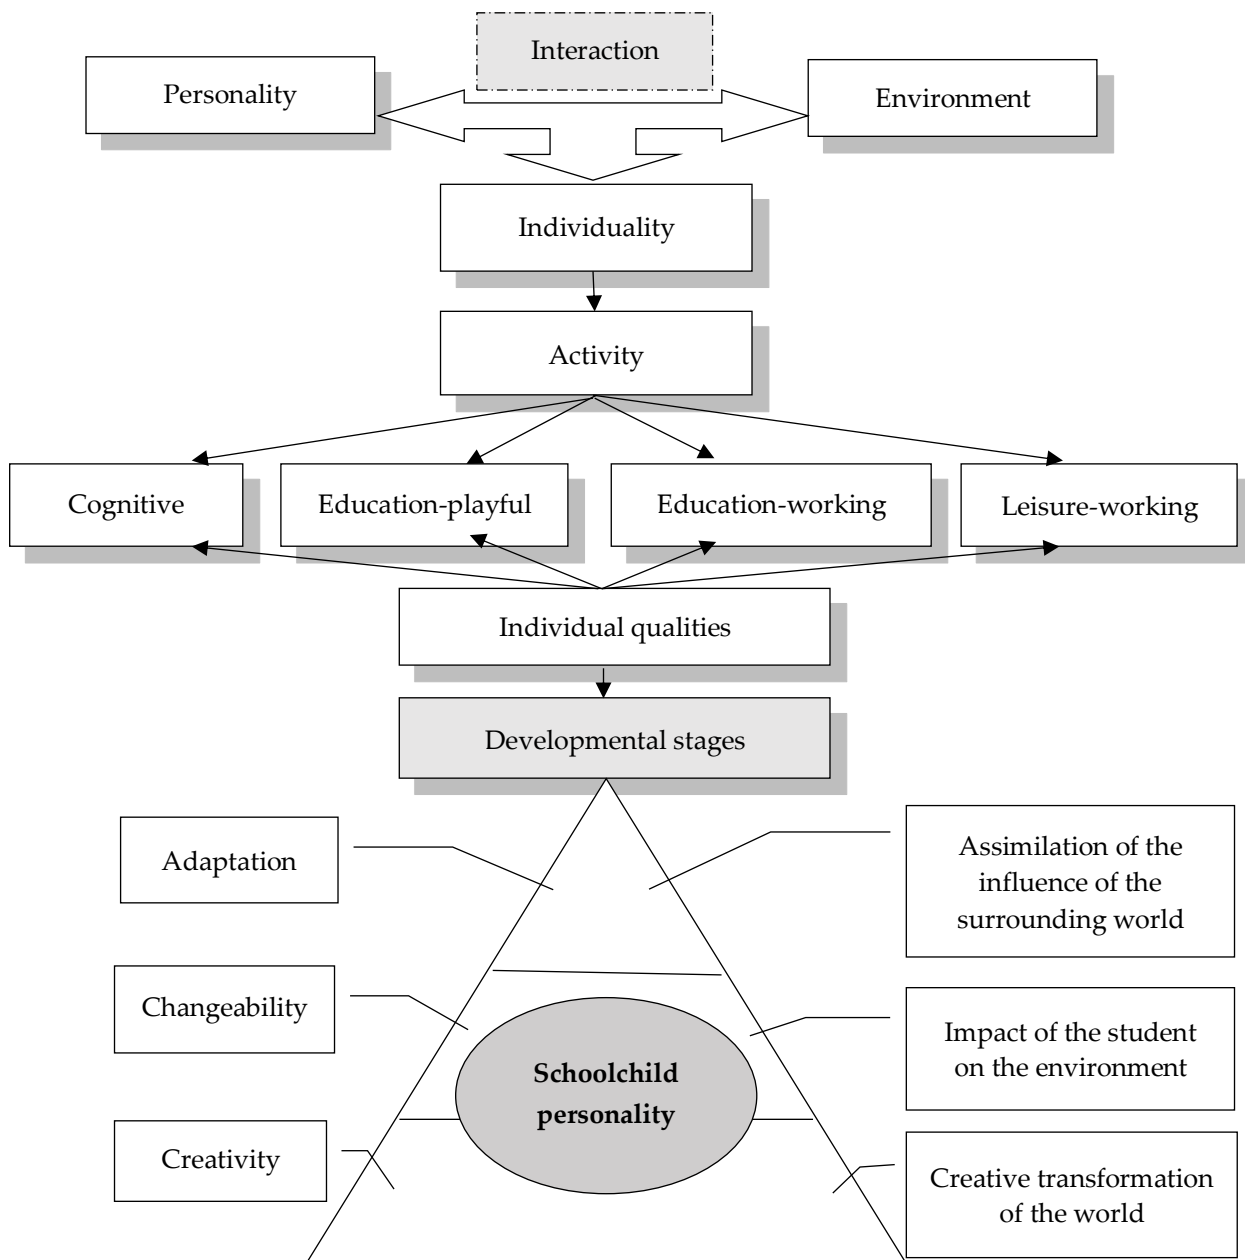 Interaction
Personality
Environment
Individuality
Activity
Cognitive
Education-playful
Education-working
Leisure-working
Individual qualities
Developmental stages
Adaptation
Assimilation of the
influence of the
surrounding world
Changeability
Impact of the student
on the environment
Schoolchild
personality
Creativity
Creative transformation
of the world